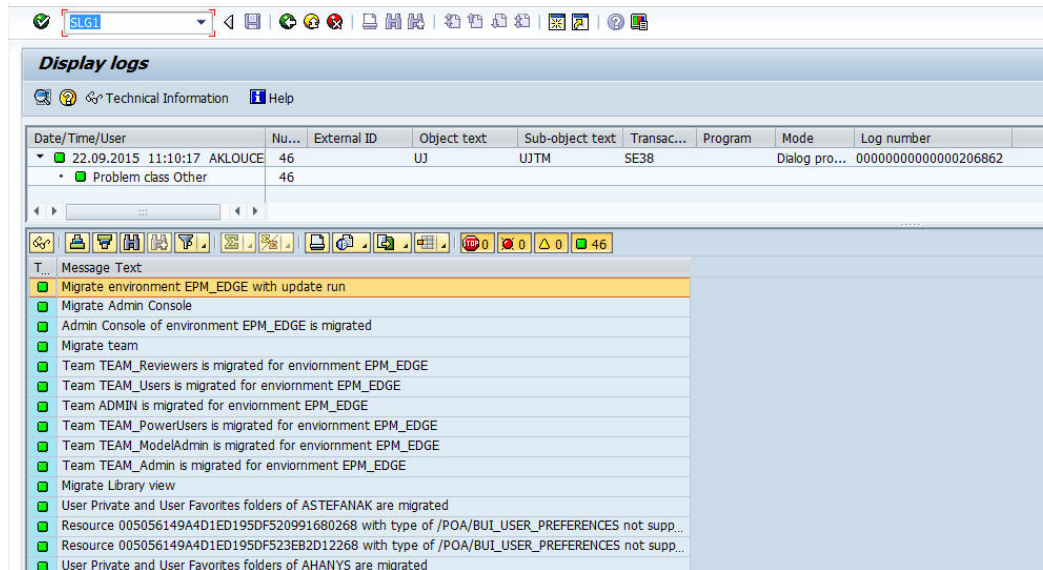 SLG1
Display logs
Technical Information Help
Date/Time/User Nu... External ID Object text Sub-object text Transac... Program Mode Log number
22.09.2015 11:10:17 AKLOUCE 46 UJ UJTM SE38 Dialog pro... 00000000000000206862
Problem class Other 46
STOP 0 0 0 46
T... Message Text
Migrate environment EPM_EDGE with update run
Migrate Admin Console
Admin Console of environment EPM_EDGE is migrated
Migrate team
Team TEAM_Reviewers is migrated for enviornment EPM_EDGE
Team TEAM_Users is migrated for enviornment EPM_EDGE
Team ADMIN is migrated for enviornment EPM_EDGE
Team TEAM_PowerUsers is migrated for enviornment EPM_EDGE
Team TEAM_ModelAdmin is migrated for enviornment EPM_EDGE
Team TEAM_Admin is migrated for enviornment EPM_EDGE
Migrate Library view
User Private and User Favorites folders of ASTEFANAK are migrated
Resource 005056149A4D1ED195DF520991680268 with type of /POA/BUI_USER_PREFERENCES not supp...
Resource 005056149A4D1ED195DF523EB2D12268 with type of /POA/BUI_USER_PREFERENCES not supp...
User Private and User Favorites folders of AHANYS are migrated